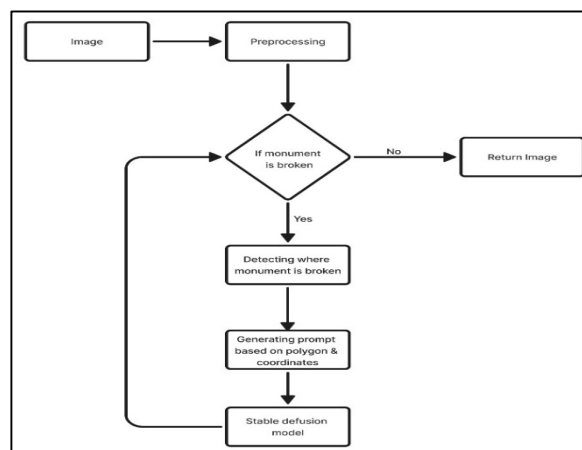 Image
Preprocessing
If monument
is broken
No
Return Image
Yes
Detecting where
monument is broken
Generating prompt
based on polygon &
coordinates
Stable defusion
model